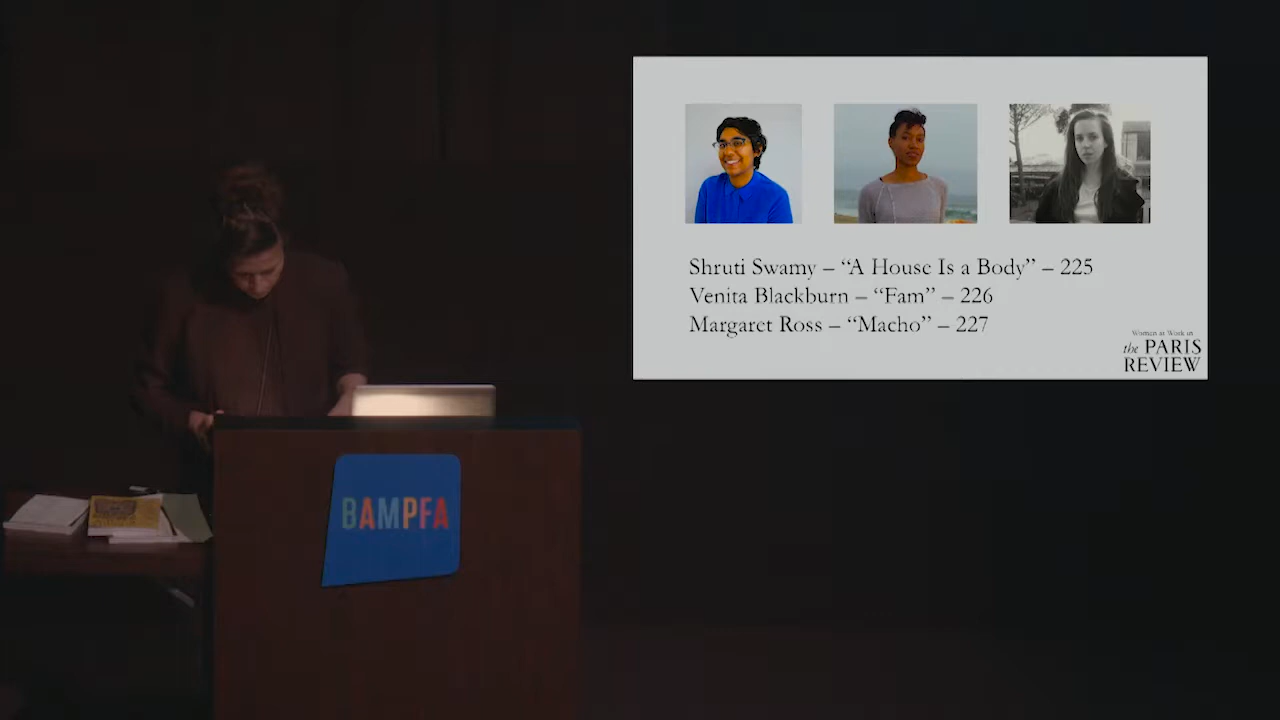 Shruti Swamy – “A House Is a Body” – 225
Venita Blackburn – “Fam” – 226
Margaret Ross – “Macho” – 227
Women at Work in
the PARIS
REVIEW
BAMPFA